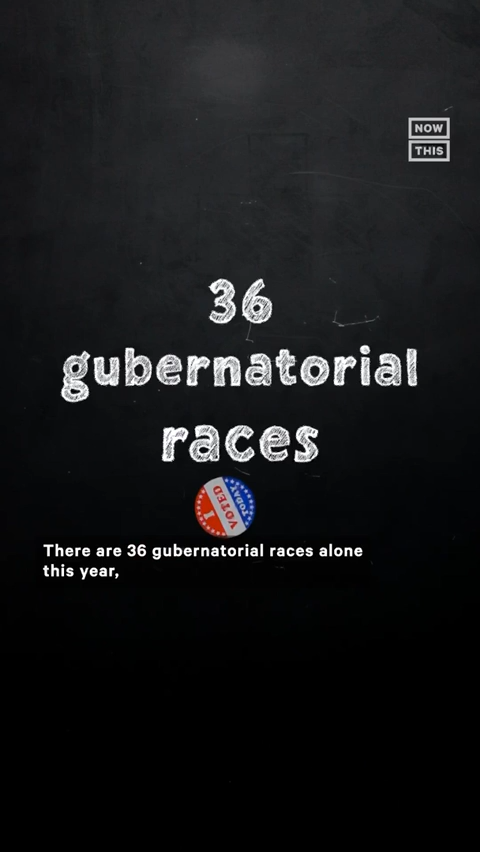 NOW
THIS
36
gubernatorial
races
I
VOTED
TODAY
There are 36 gubernatorial races alone
this year,